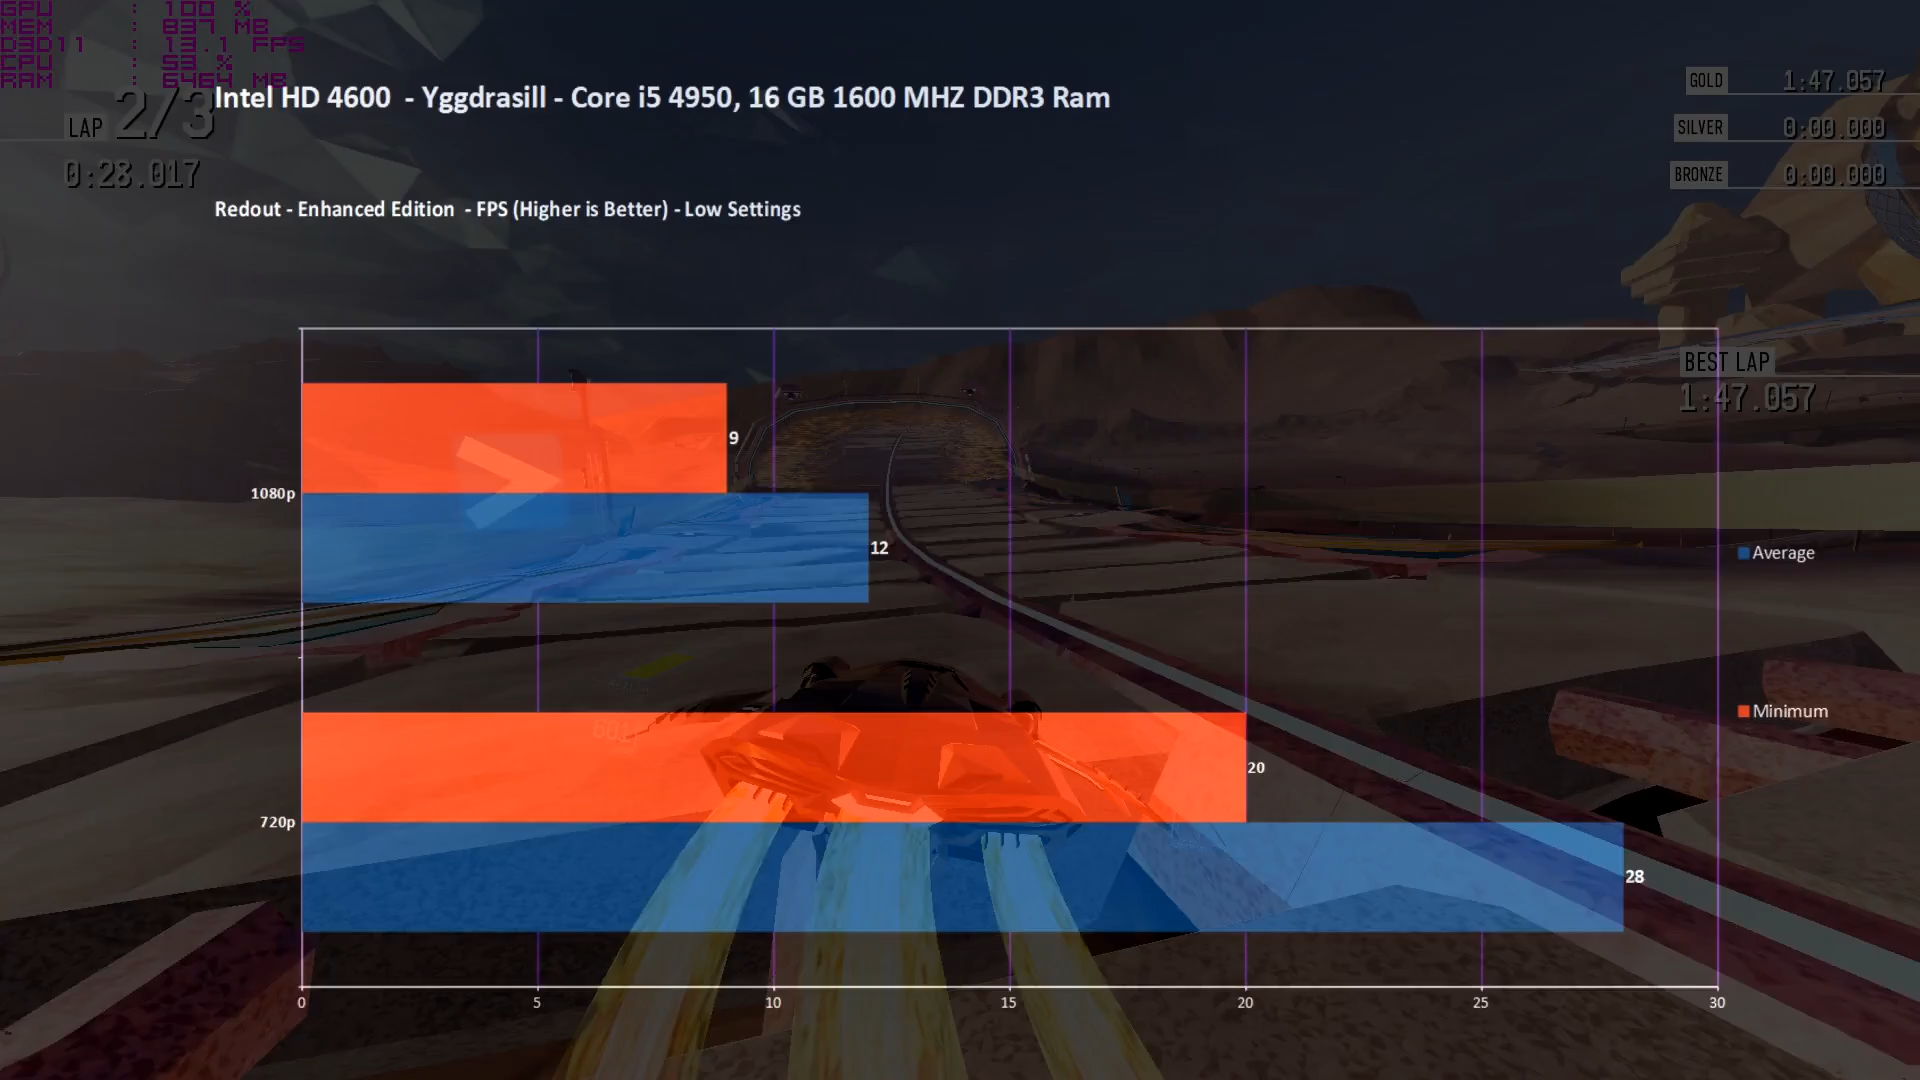 GPU : 100 %
MEM : 837 MB
D3D11 : 13.1 FPS
CPU : 53 %
RAM : 6464 MB
Intel HD 4600 - Yggdrasill - Core i5 4950, 16 GB 1600 MHZ DDR3 Ram
LAP 2/3
0:28.017
GOLD 1:47.057
SILVER 0:00.000
BRONZE 0:00.000
Redout - Enhanced Edition - FPS (Higher is Better) - Low Settings
BEST LAP
1:47.057
9
1080p
12
Average
Minimum
20
720p
28
0 5 10 15 20 25 30